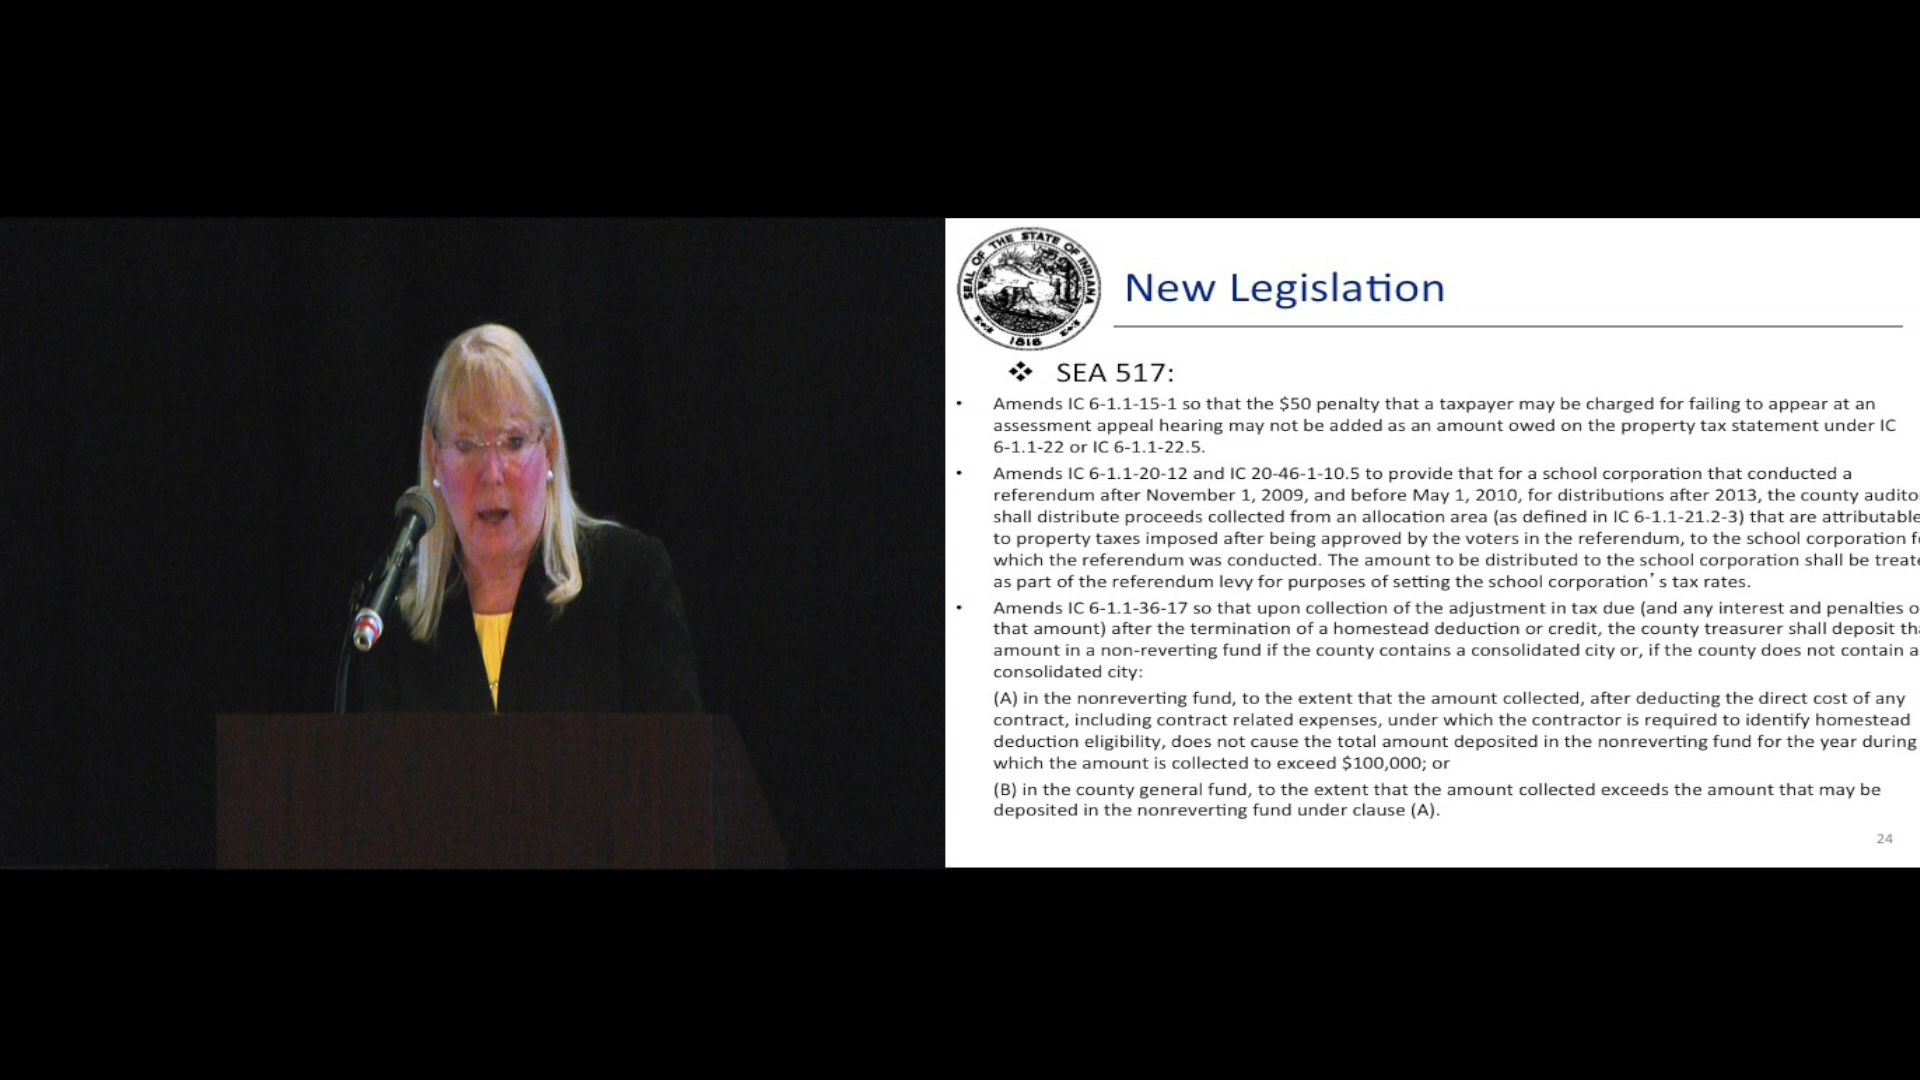 SEAL OF THE STATE OF INDIANA
1816
New Legislation
❖ SEA 517:
• Amends IC 6-1.1-15-1 so that the $50 penalty that a taxpayer may be charged for failing to appear at an
assessment appeal hearing may not be added as an amount owed on the property tax statement under IC
6-1.1-22 or IC 6-1.1-22.5.
• Amends IC 6-1.1-20-12 and IC 20-46-1-10.5 to provide that for a school corporation that conducted a
referendum after November 1, 2009, and before May 1, 2010, for distributions after 2013, the county audito
shall distribute proceeds collected from an allocation area (as defined in IC 6-1.1-21.2-3) that are attributable
to property taxes imposed after being approved by the voters in the referendum, to the school corporation f
which the referendum was conducted. The amount to be distributed to the school corporation shall be treate
as part of the referendum levy for purposes of setting the school corporation's tax rates.
• Amends IC 6-1.1-36-17 so that upon collection of the adjustment in tax due (and any interest and penalties o
that amount) after the termination of a homestead deduction or credit, the county treasurer shall deposit tha
amount in a non-reverting fund if the county contains a consolidated city or, if the county does not contain a
consolidated city:
(A) in the nonreverting fund, to the extent that the amount collected, after deducting the direct cost of any
contract, including contract related expenses, under which the contractor is required to identify homestead
deduction eligibility, does not cause the total amount deposited in the nonreverting fund for the year during
which the amount is collected to exceed $100,000; or
(B) in the county general fund, to the extent that the amount collected exceeds the amount that may be
deposited in the nonreverting fund under clause (A).
24